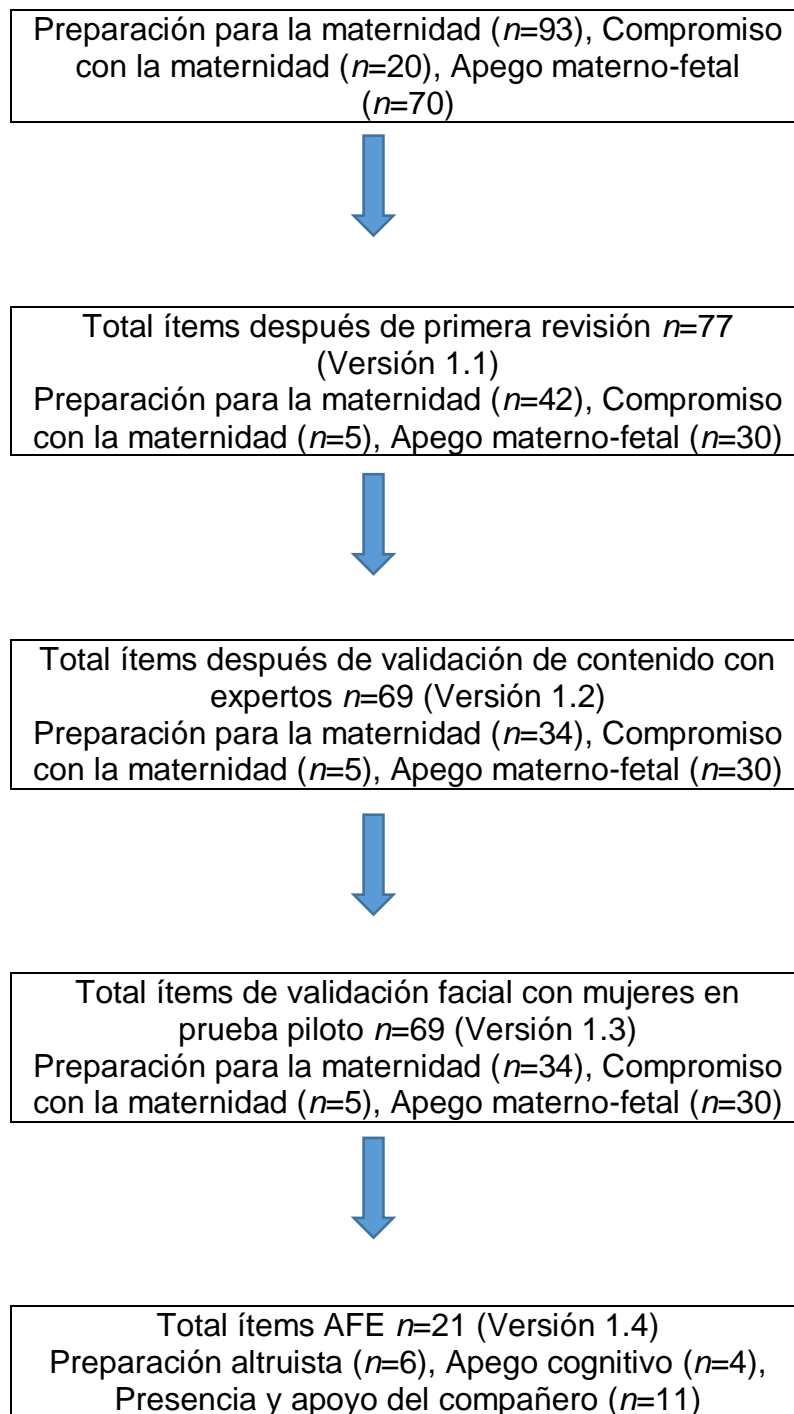 Preparación para la maternidad (n=93), Compromiso
con la maternidad (n=20), Apego materno-fetal
(n=70)
Total ítems después de primera revisión n=77
(Versión 1.1)
Preparación para la maternidad (n=42), Compromiso
con la maternidad (n=5), Apego materno-fetal (n=30)
Total ítems después de validación de contenido con
expertos n=69 (Versión 1.2)
Preparación para la maternidad (n=34), Compromiso
con la maternidad (n=5), Apego materno-fetal (n=30)
Total ítems de validación facial con mujeres en
prueba piloto n=69 (Versión 1.3)
Preparación para la maternidad (n=34), Compromiso
con la maternidad (n=5), Apego materno-fetal (n=30)
Total ítems AFE n=21 (Versión 1.4)
Preparación altruista (n=6), Apego cognitivo (n=4),
Presencia y apoyo del compañero (n=11)